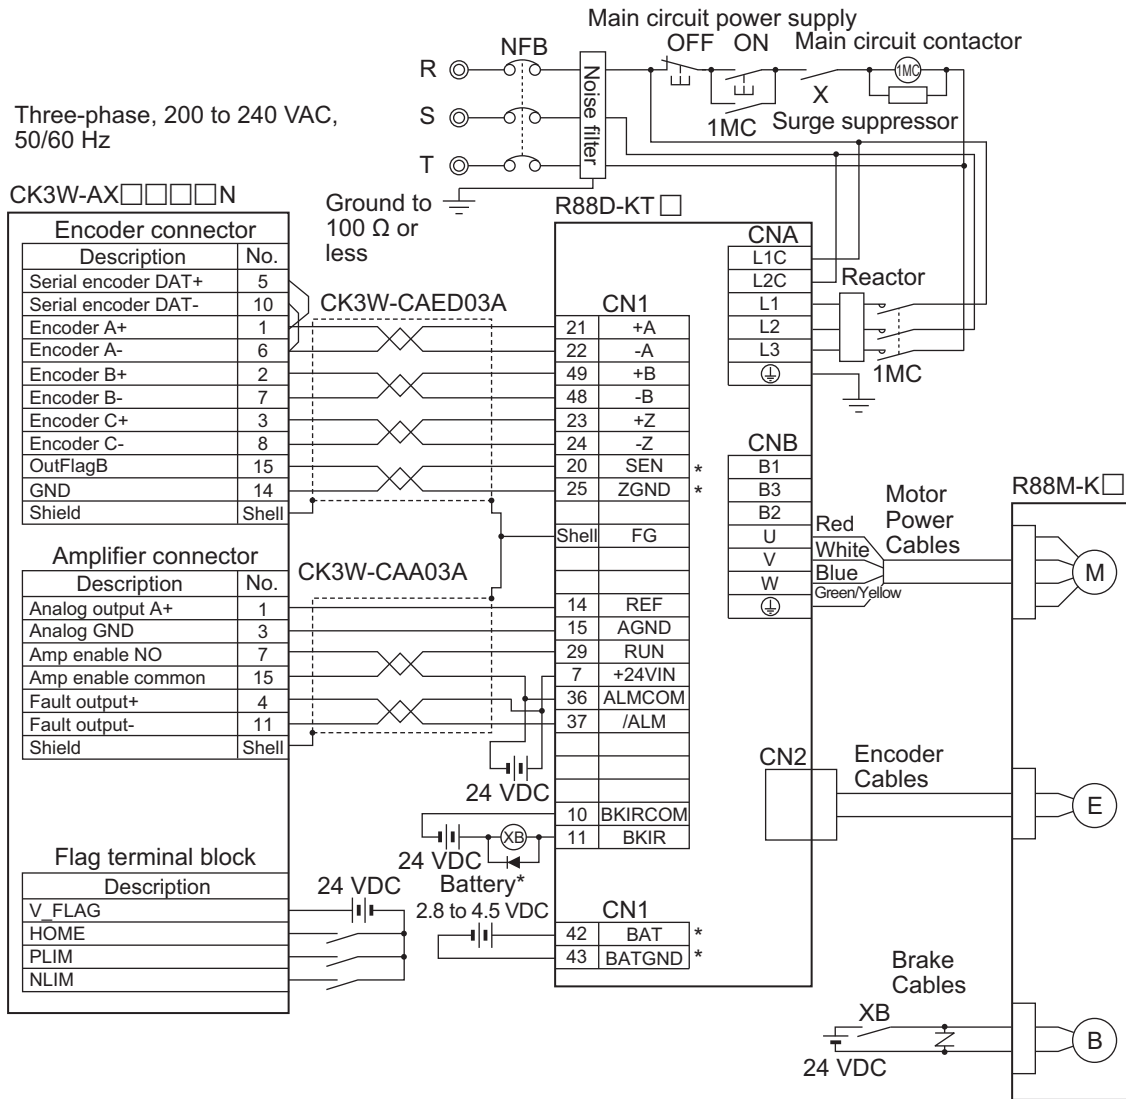 Main circuit power supply
OFF ON Main circuit contactor
NFB
R
S
T
Noise filter
1MC
X
1MC
Surge suppressor
Three-phase, 200 to 240 VAC,
50/60 Hz
Ground to
100 Ω or
less
CK3W-AX□□□□N
Encoder connector
Description No.
Serial encoder DAT+ 5
Serial encoder DAT- 10
Encoder A+ 1
Encoder A- 6
Encoder B+ 2
Encoder B- 7
Encoder C+ 3
Encoder C- 8
OutFlagB 15
GND 14
Shield Shell
CK3W-CAED03A
Amplifier connector
Description No.
Analog output A+ 1
Analog GND 3
Amp enable NO 7
Amp enable common 15
Fault output+ 4
Fault output- 11
Shield Shell
CK3W-CAA03A
24 VDC
24 VDC
Flag terminal block
Description
V_FLAG
HOME
PLIM
NLIM
24 VDC
XB
Battery*
2.8 to 4.5 VDC
R88D-KT□
CN1
21 +A
22 -A
49 +B
48 -B
23 +Z
24 -Z
20 SEN *
25 ZGND *
Shell FG
14 REF
15 AGND
29 RUN
7 +24VIN
36 ALMCOM
37 /ALM
10 BKIRCOM
11 BKIR
CN1
42 BAT *
43 BATGND *
CNA
L1C
L2C
L1
L2
L3
Reactor
1MC
CNB
B1
B3
B2
U
V
W
Red
White
Blue
Green/Yellow
Motor
Power
Cables
R88M-K□
M
CN2
Encoder
Cables
E
Brake
Cables
XB
24 VDC
B